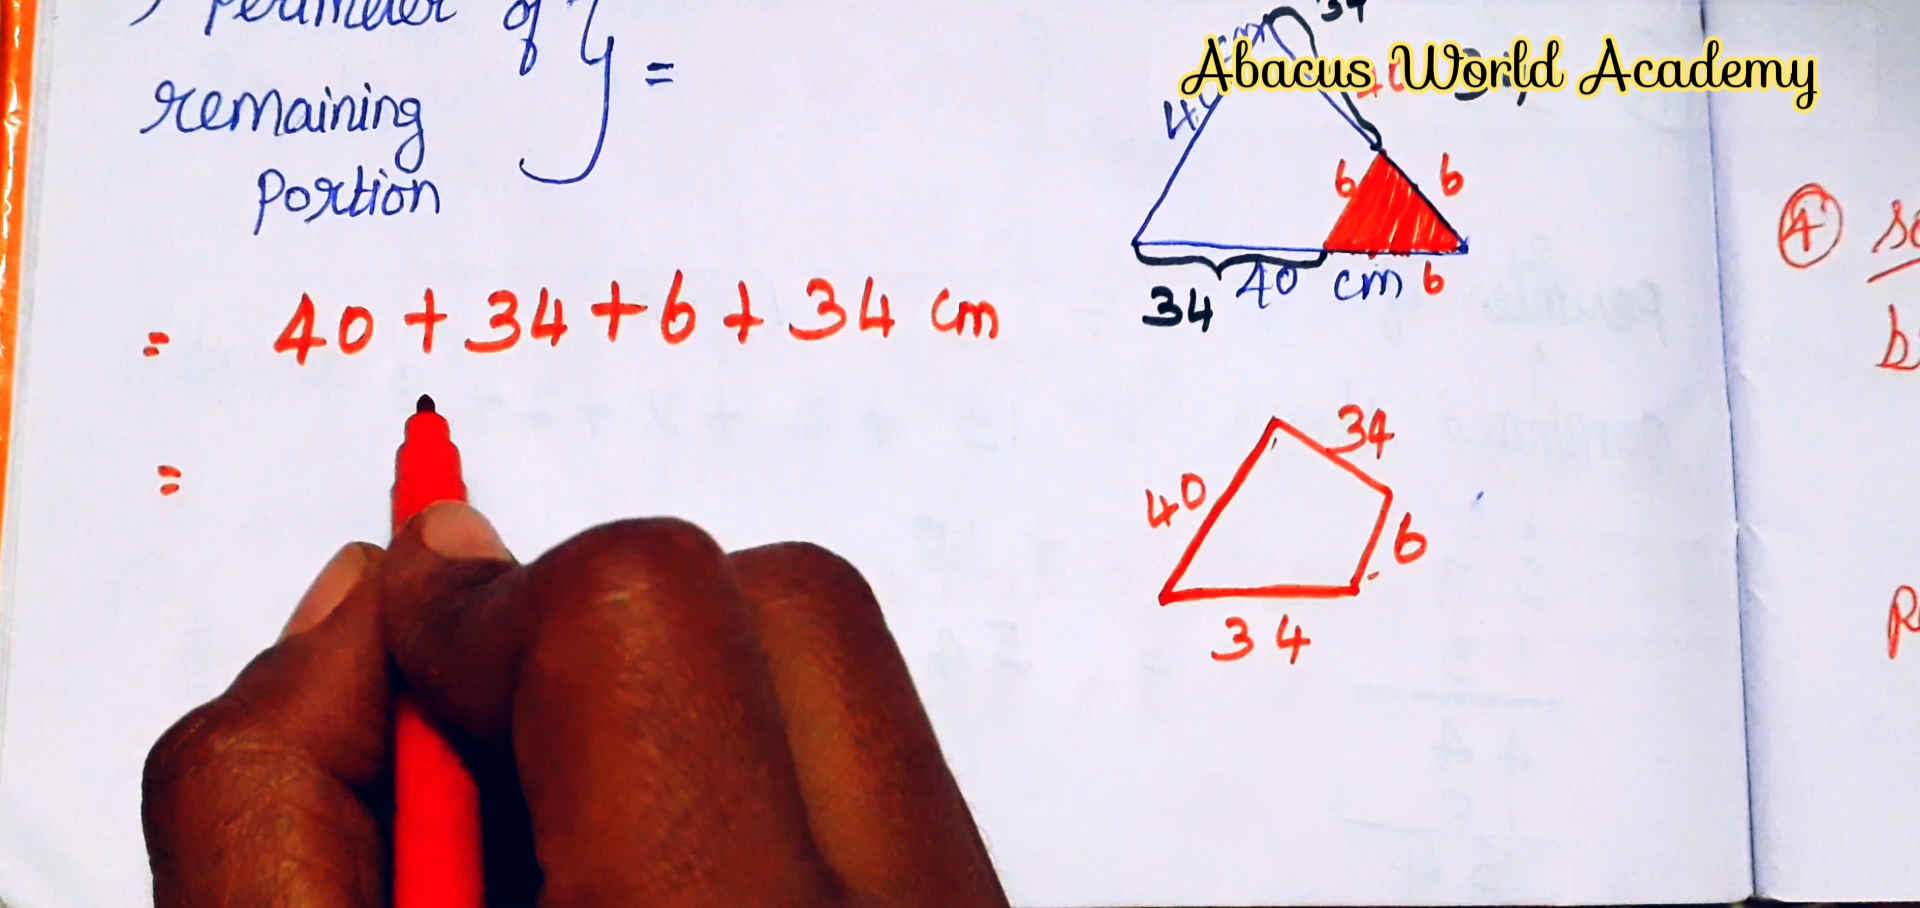 Perimeter of
remaining =
Portion
= 40 + 34 + 6 + 34 cm
=
34
Abacus World Academy
6 6
40 cm 6
34
34
40
6
34
4